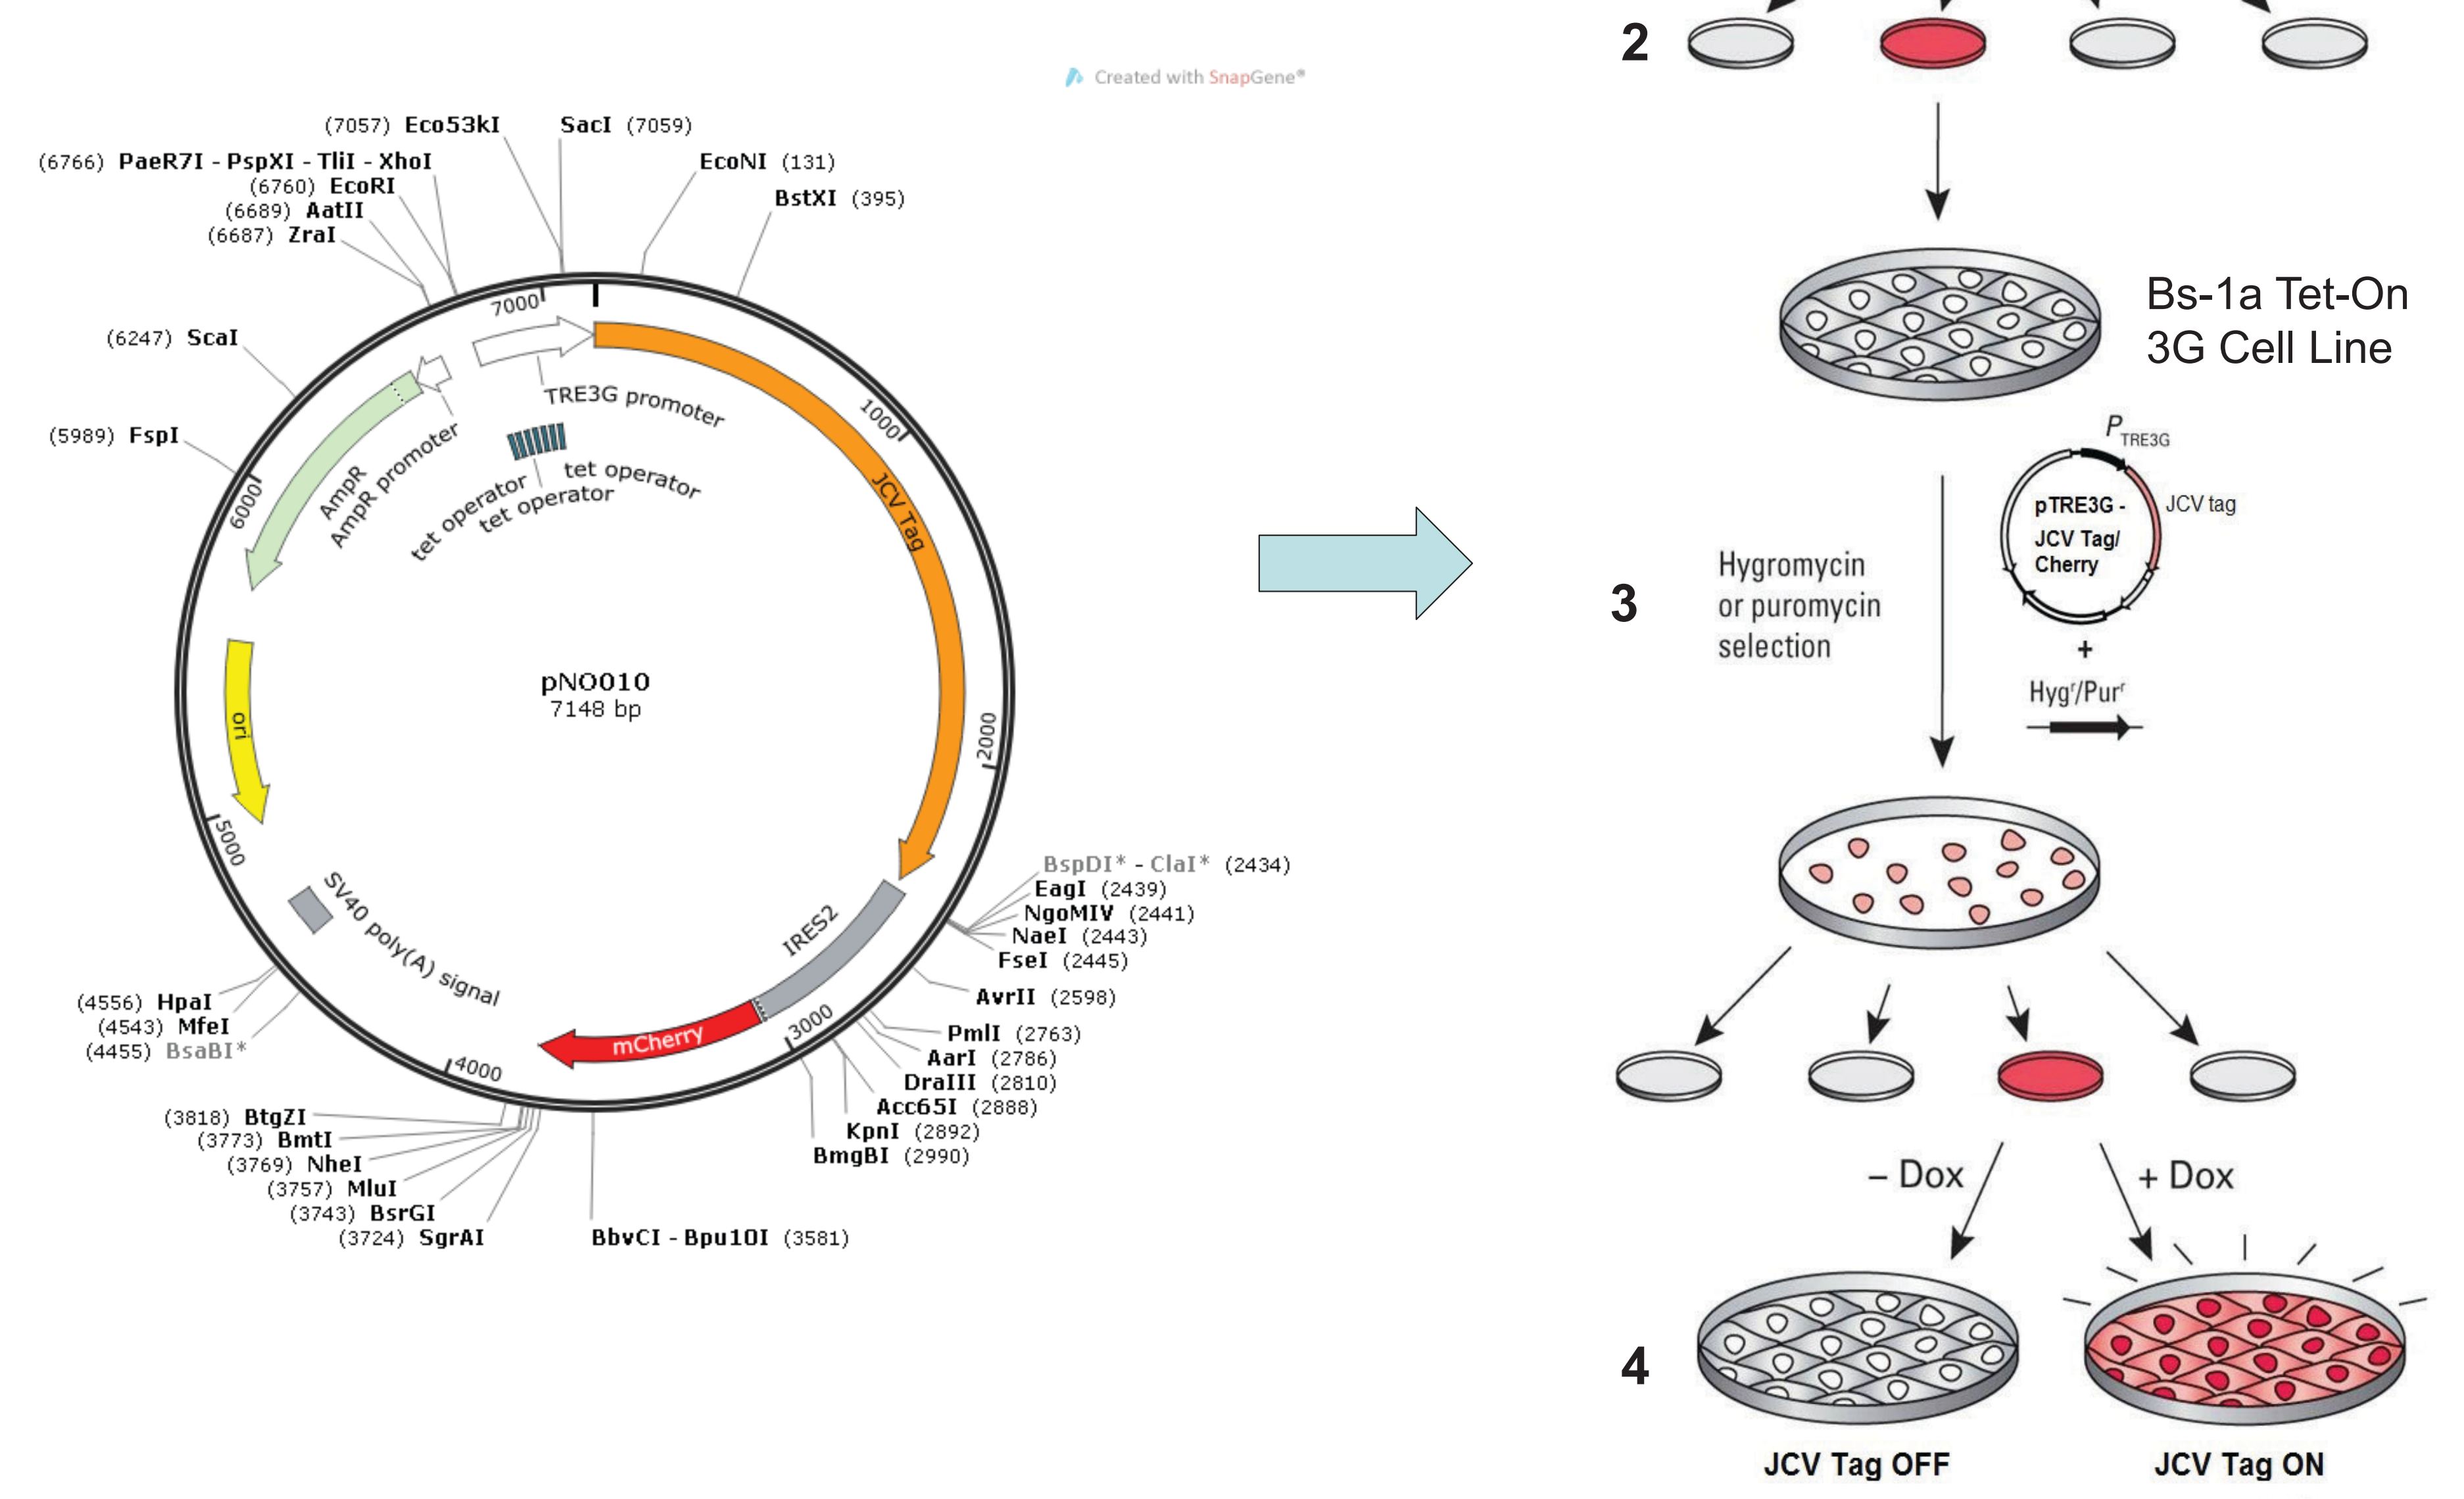 Created with SnapGene®
(7057) Eco53kI
SacI (7059)
(6766) PaeR7I - PspXI - TliI - XhoI
EcoNI (131)
(6760) EcoRI
BstXI (395)
(6689) AatII
(6687) ZraI
(6247) ScaI
(5989) FspI
7000
1000
2000
3000
4000
5000
6000
TRE3G promoter
tet operator
tet operator
tet operator
AmpR
AmpR promoter
JCV Tag
ori
pNO010
7148 bp
SV40 poly(A) signal
IRES2
mCherry
BspDI* - ClaI* (2434)
EagI (2439)
NgoMIV (2441)
NaeI (2443)
FseI (2445)
AvrII (2598)
PmlI (2763)
AarI (2786)
DraIII (2810)
Acc65I (2888)
KpnI (2892)
BmgBI (2990)
(4556) HpaI
(4543) MfeI
(4455) BsaBI*
(3818) BtgZI
(3773) BmtI
(3769) NheI
(3757) MluI
(3743) BsrGI
(3724) SgrAI
BbvCI - Bpu10I (3581)
2
Bs-1a Tet-On
3G Cell Line
3
Hygromycin
or puromycin
selection
PTRE3G
JCV tag
pTRE3G -
JCV Tag/
Cherry
+
Hygʳ/Purʳ
– Dox
+ Dox
4
JCV Tag OFF
JCV Tag ON